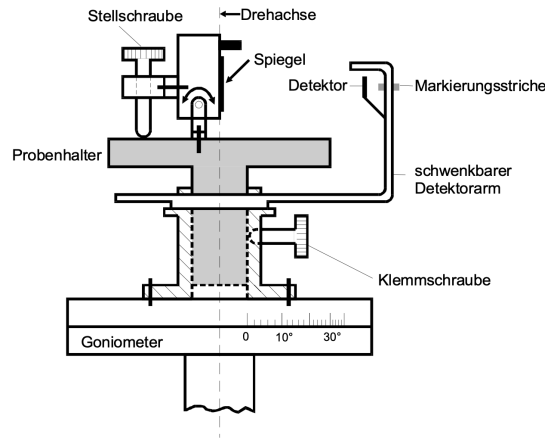 Stellschraube
Drehachse
Spiegel
Detektor
Markierungsstriche
Probenhalter
schwenkbarer
Detektorarm
Klemmschraube
Goniometer
0 10° 30°